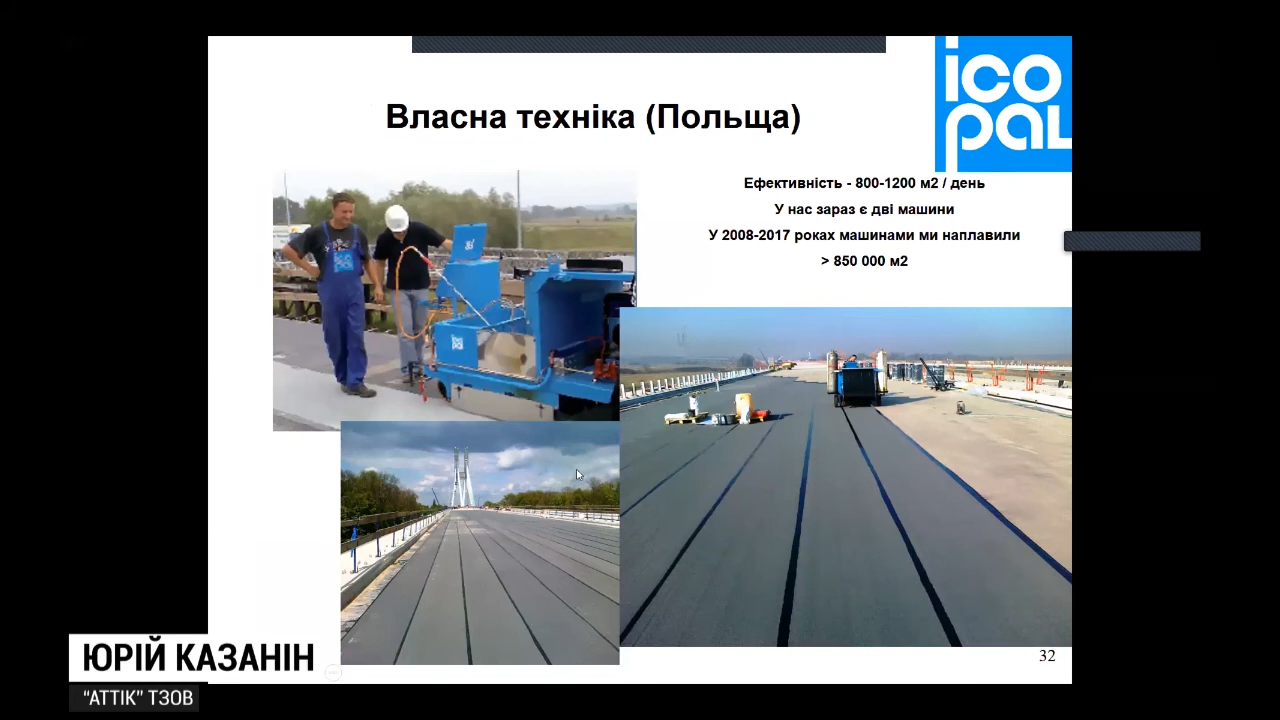 icopal
Власна техніка (Польща)
Ефективність - 800-1200 м2 / день
У нас зараз є дві машини
У 2008-2017 роках машинами ми наплавили
> 850 000 м2
icopal
32
ЮРІЙ КАЗАНІН
“АТТІК” ТЗОВ